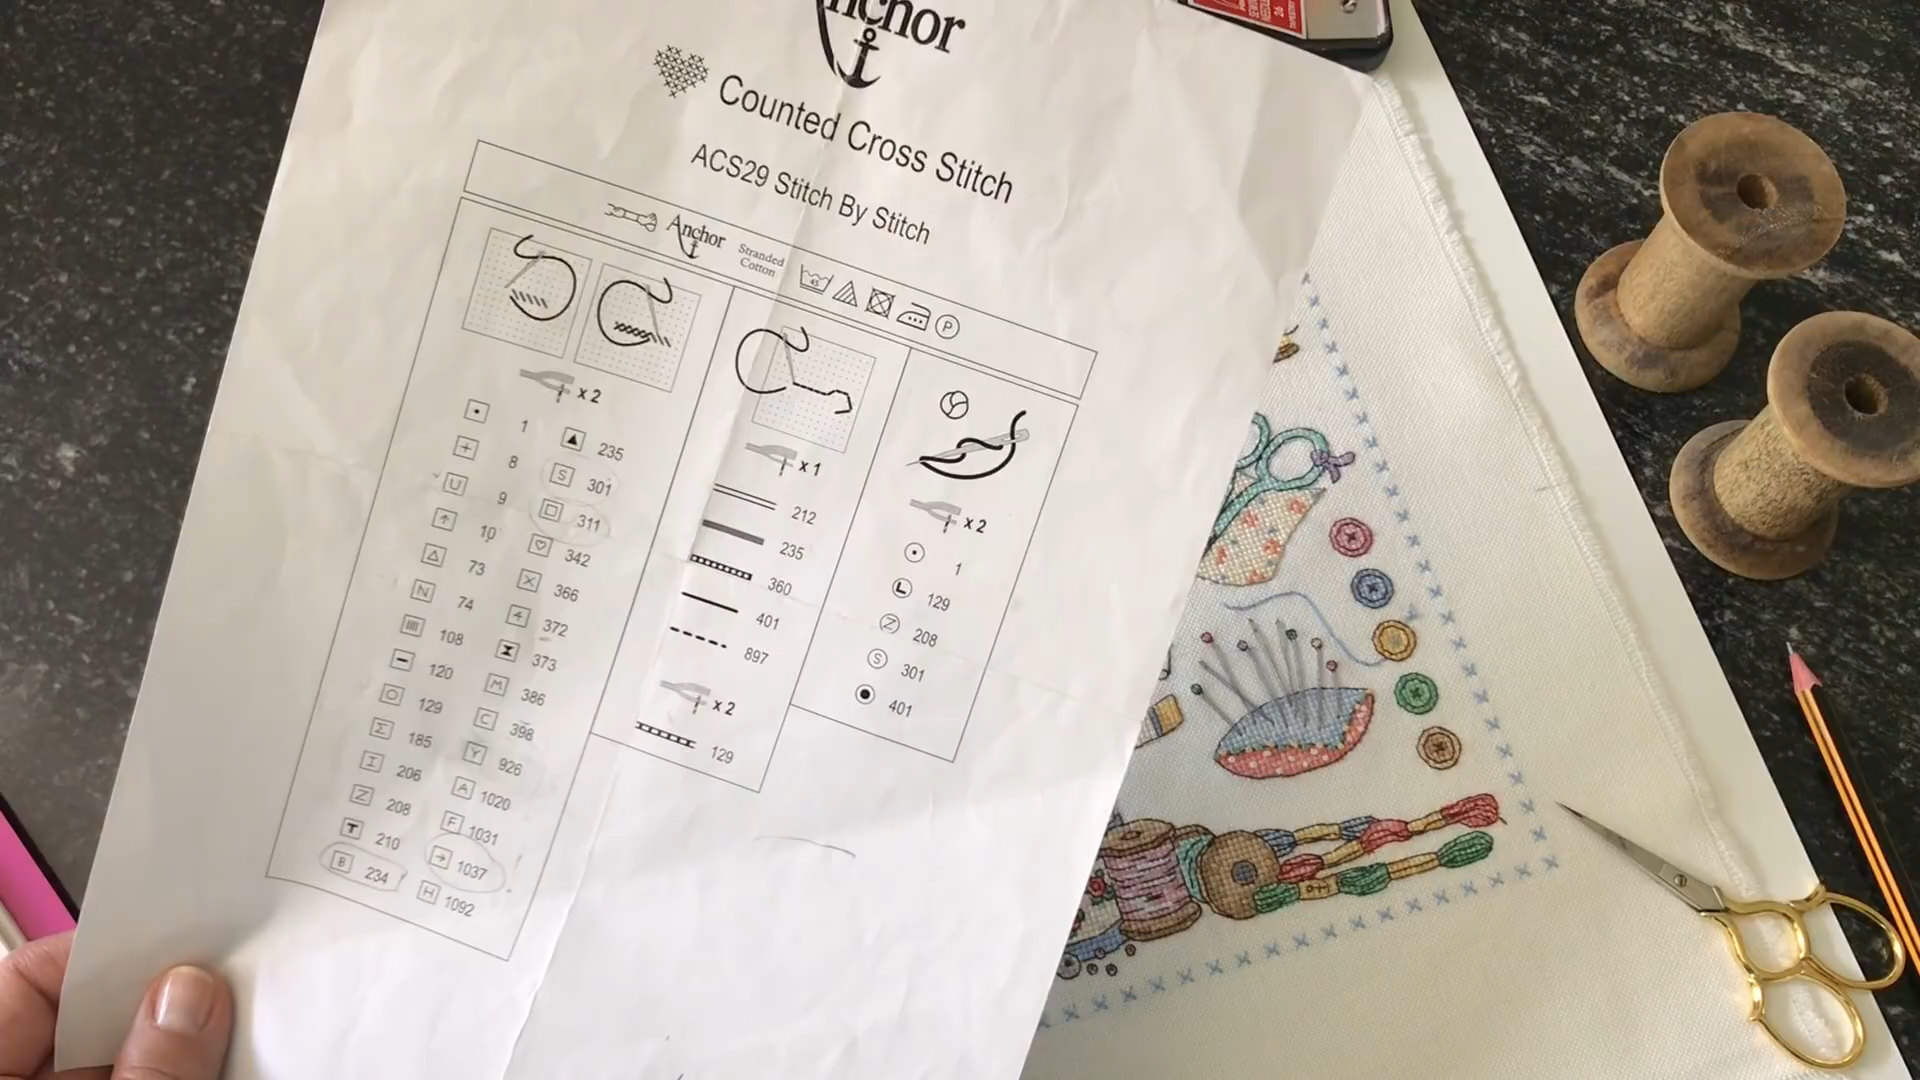 Anchor
Counted Cross Stitch
ACS29 Stitch By Stitch
Anchor
Stranded
Cotton
45
P
x 2
1
8
U 9
10
73
N 74
108
120
129
Σ 185
I 206
Z 208
T 210
B 234
235
S 301
311
342
366
372
373
M 386
C 398
Y 926
A 1020
F 1031
1037
H 1092
x 1
212
235
360
401
897
x 2
129
x 2
1
L 129
Z 208
S 301
401
26